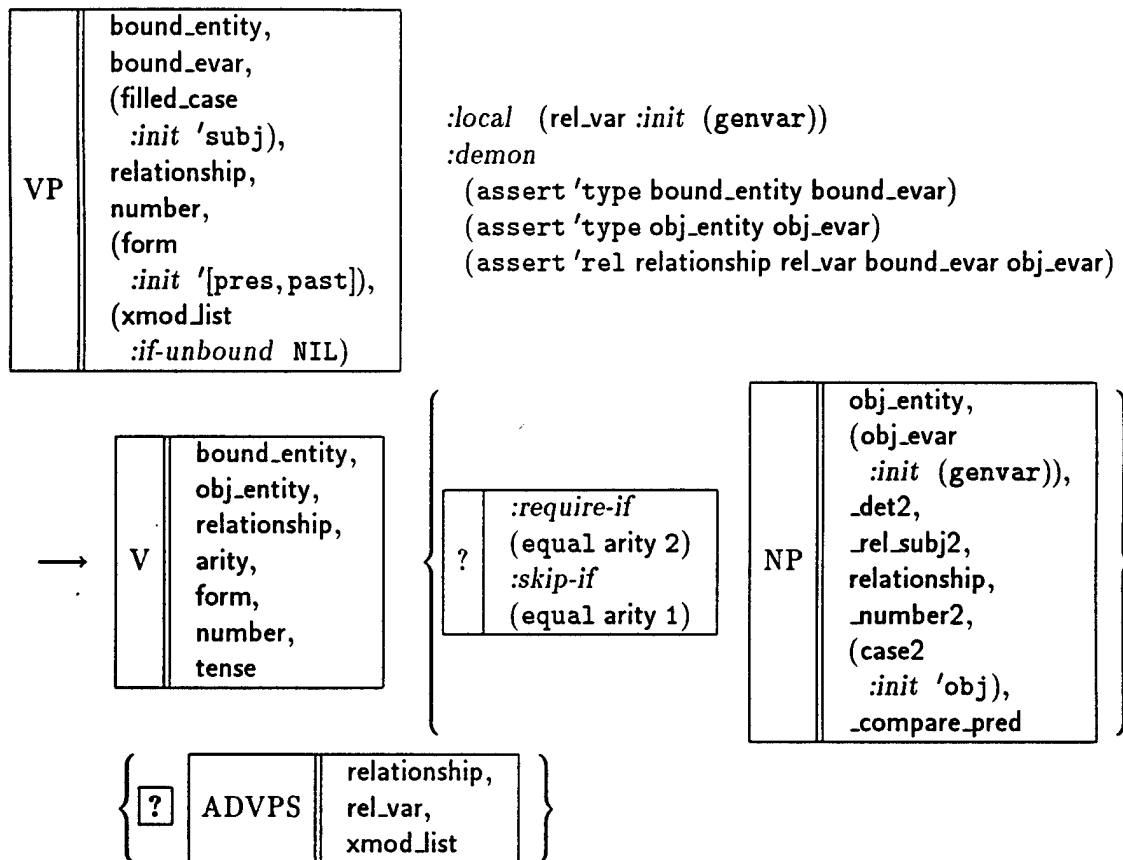 VP
bound_entity,
bound_evar,
(filled_case
:init 'subj),
relationship,
number,
(form
:init '[pres,past]),
(xmod_list
:if-unbound NIL)
:local (rel_var :init (genvar))
:demon
(assert 'type bound_entity bound_evar)
(assert 'type obj_entity obj_evar)
(assert 'rel relationship rel_var bound_evar obj_evar)
⟶
V
bound_entity,
obj_entity,
relationship,
arity,
form,
number,
tense
{
?
:require-if
(equal arity 2)
:skip-if
(equal arity 1)
NP
obj_entity,
(obj_evar
:init (genvar)),
_det2,
_rel_subj2,
relationship,
_number2,
(case2
:init 'obj),
_compare_pred
}
{ ? ADVPS
relationship,
rel_var,
xmod_list
}